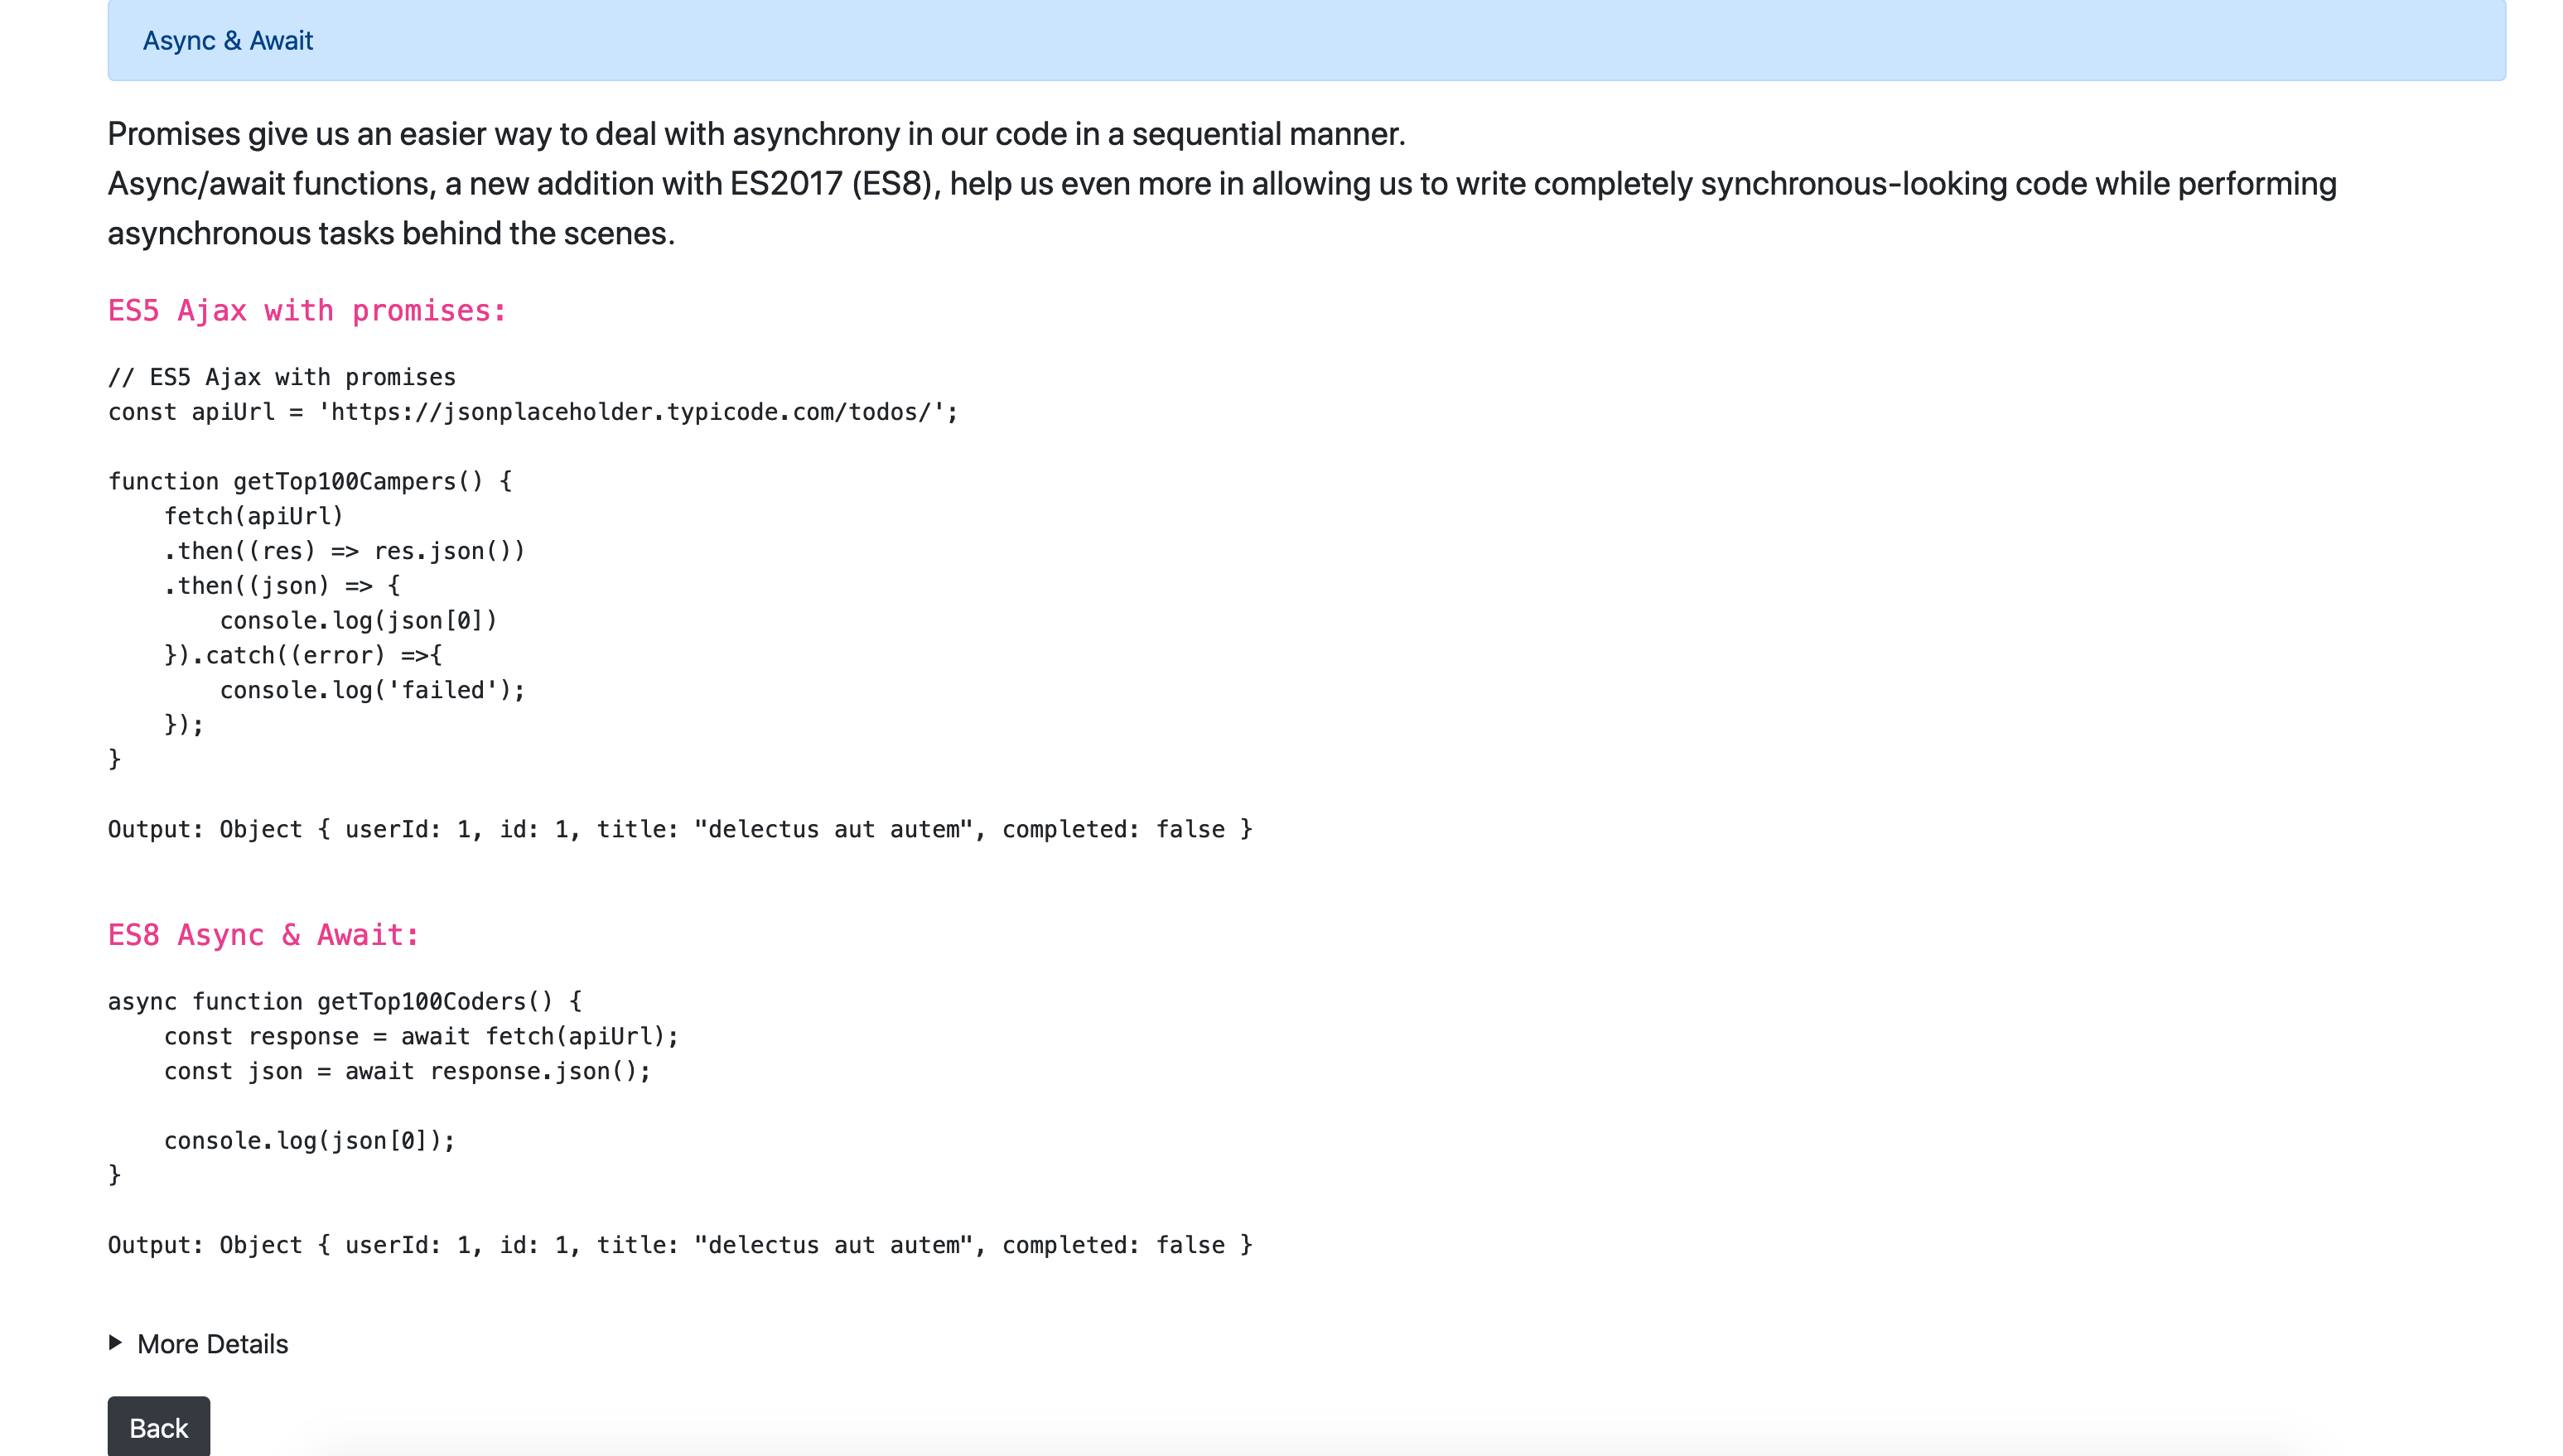 Async & Await
Promises give us an easier way to deal with asynchrony in our code in a sequential manner.
Async/await functions, a new addition with ES2017 (ES8), help us even more in allowing us to write completely synchronous-looking code while performing
asynchronous tasks behind the scenes.
ES5 Ajax with promises:
// ES5 Ajax with promises
const apiUrl = 'https://jsonplaceholder.typicode.com/todos/';
function getTop100Campers() {
    fetch(apiUrl)
    .then((res) => res.json())
    .then((json) => {
        console.log(json[0])
    }).catch((error) =>{
        console.log('failed');
    });
}
Output: Object { userId: 1, id: 1, title: "delectus aut autem", completed: false }
ES8 Async & Await:
async function getTop100Coders() {
    const response = await fetch(apiUrl);
    const json = await response.json();
    console.log(json[0]);
}
Output: Object { userId: 1, id: 1, title: "delectus aut autem", completed: false }
More Details
Back